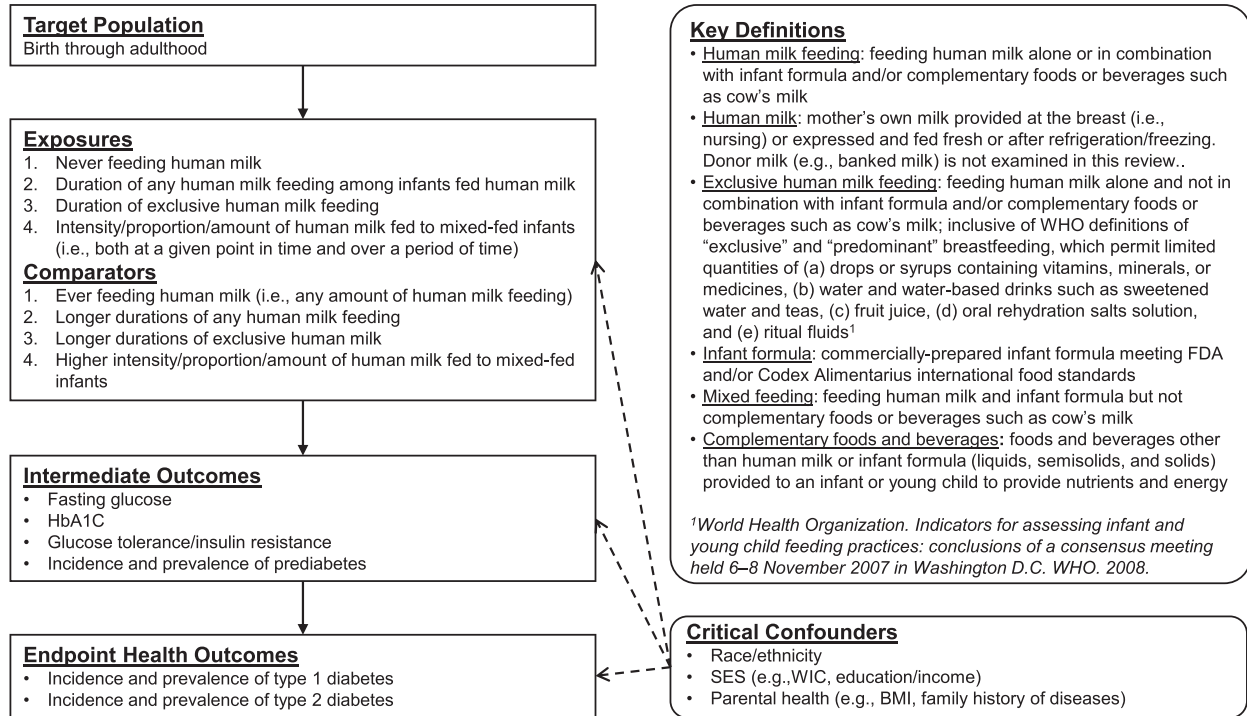 Target Population
Birth through adulthood
Exposures
1. Never feeding human milk
2. Duration of any human milk feeding among infants fed human milk
3. Duration of exclusive human milk feeding
4. Intensity/proportion/amount of human milk fed to mixed-fed infants
(i.e., both at a given point in time and over a period of time)
Comparators
1. Ever feeding human milk (i.e., any amount of human milk feeding)
2. Longer durations of any human milk feeding
3. Longer durations of exclusive human milk
4. Higher intensity/proportion/amount of human milk fed to mixed-fed
infants
Intermediate Outcomes
• Fasting glucose
• HbA1C
• Glucose tolerance/insulin resistance
• Incidence and prevalence of prediabetes
Endpoint Health Outcomes
• Incidence and prevalence of type 1 diabetes
• Incidence and prevalence of type 2 diabetes
Key Definitions
• Human milk feeding: feeding human milk alone or in combination
with infant formula and/or complementary foods or beverages such
as cow's milk
• Human milk: mother's own milk provided at the breast (i.e.,
nursing) or expressed and fed fresh or after refrigeration/freezing.
Donor milk (e.g., banked milk) is not examined in this review..
• Exclusive human milk feeding: feeding human milk alone and not in
combination with infant formula and/or complementary foods or
beverages such as cow's milk; inclusive of WHO definitions of
"exclusive" and "predominant" breastfeeding, which permit limited
quantities of (a) drops or syrups containing vitamins, minerals, or
medicines, (b) water and water-based drinks such as sweetened
water and teas, (c) fruit juice, (d) oral rehydration salts solution,
and (e) ritual fluids¹
• Infant formula: commercially-prepared infant formula meeting FDA
and/or Codex Alimentarius international food standards
• Mixed feeding: feeding human milk and infant formula but not
complementary foods or beverages such as cow's milk
• Complementary foods and beverages: foods and beverages other
than human milk or infant formula (liquids, semisolids, and solids)
provided to an infant or young child to provide nutrients and energy
¹World Health Organization. Indicators for assessing infant and
young child feeding practices: conclusions of a consensus meeting
held 6–8 November 2007 in Washington D.C. WHO. 2008.
Critical Confounders
• Race/ethnicity
• SES (e.g.,WIC, education/income)
• Parental health (e.g., BMI, family history of diseases)